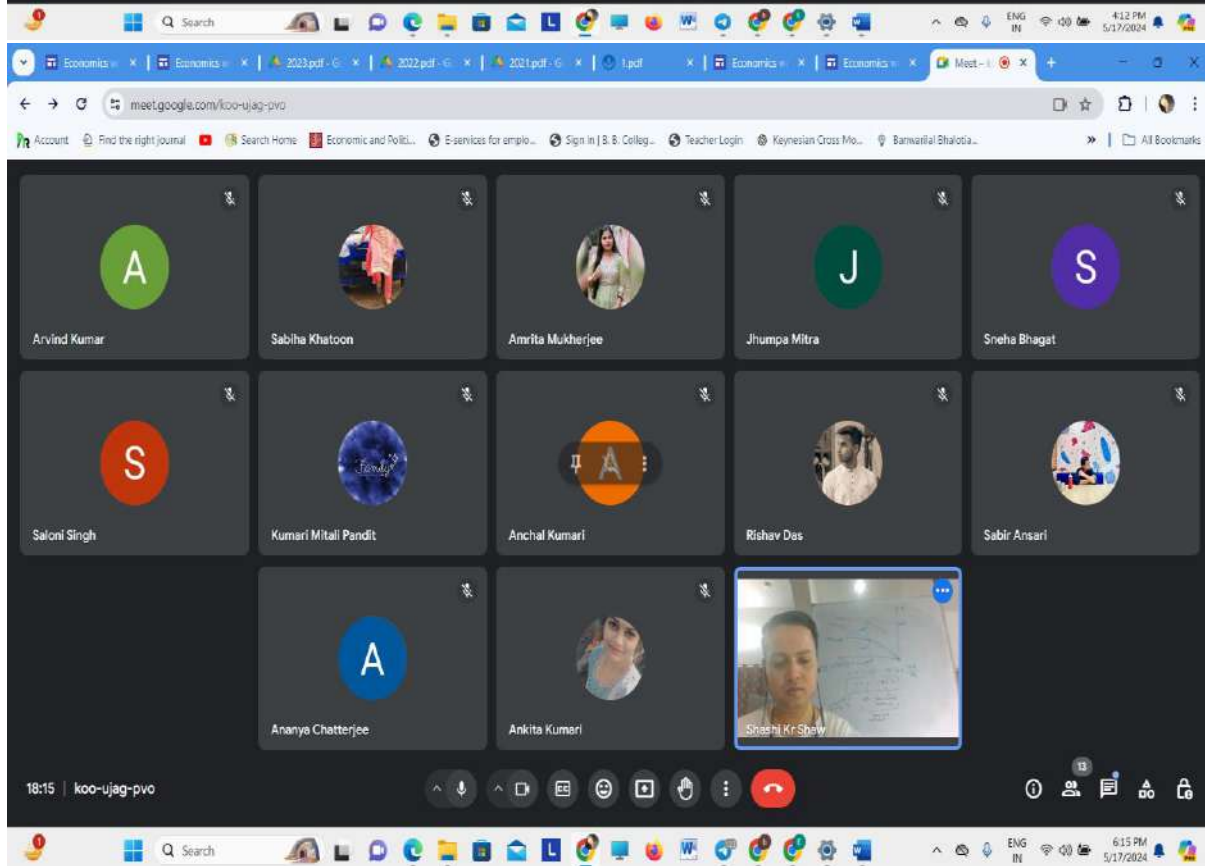 Search
ENG
IN
4:12 PM
5/17/2024
Economics
Economics
2023.pdf - G
2022.pdf - G
2021.pdf - G
1.pdf
Economics
Economics
Meet –
meet.google.com/koo-ujag-pvo
Account Find the right journal Search Home Economic and Politi... E-services for emplo... Sign in | B. B. Colleg... Teacher Login Keynesian Cross Mo... Banwarilal Bhalotia... » All Bookmarks
A
J
S
Arvind Kumar Sabiha Khatoon Amrita Mukherjee Jhumpa Mitra Sneha Bhagat
S
Family
A
Saloni Singh Kumari Mitali Pandit Anchal Kumari Rishav Das Sabir Ansari
A
Ananya Chatterjee Ankita Kumari Shashi Kr Shaw
18:15 | koo-ujag-pvo
CC
13
Search
ENG
IN
6:15 PM
5/17/2024